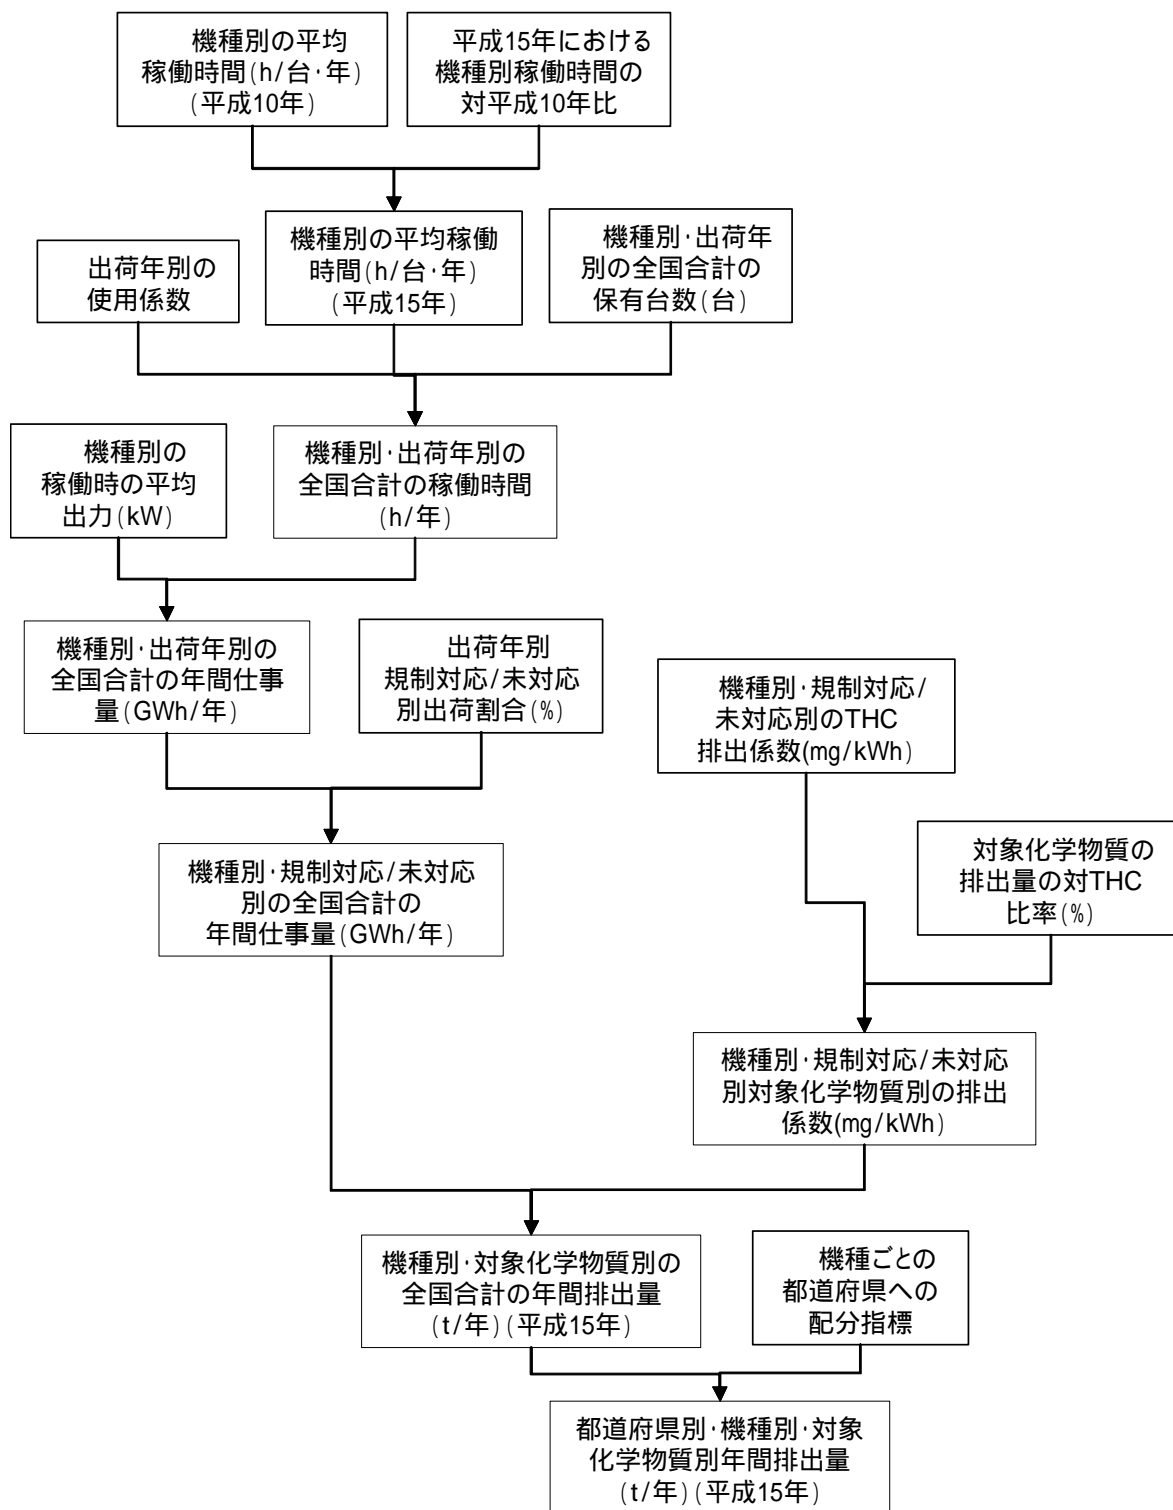 機種別の平均
稼働時間(h/台・年)
(平成10年)
平成15年における
機種別稼働時間の
対平成10年比
出荷年別の
使用係数
機種別の平均稼働
時間(h/台・年)
(平成15年)
機種別・出荷年
別の全国合計の
保有台数(台)
機種別の
稼働時の平均
出力(kW)
機種別・出荷年別の
全国合計の稼働時間
(h/年)
機種別・出荷年別の
全国合計の年間仕事
量(GWh/年)
出荷年別
規制対応/未対応
別出荷割合(%)
機種別・規制対応/
未対応別のTHC
排出係数(mg/kWh)
対象化学物質の
排出量の対THC
比率(%)
機種別・規制対応/未対応
別の全国合計の
年間仕事量(GWh/年)
機種別・規制対応/未対応
別対象化学物質別の排出
係数(mg/kWh)
機種別・対象化学物質別の
全国合計の年間排出量
(t/年)(平成15年)
機種ごとの
都道府県への
配分指標
都道府県別・機種別・対象
化学物質別年間排出量
(t/年)(平成15年)